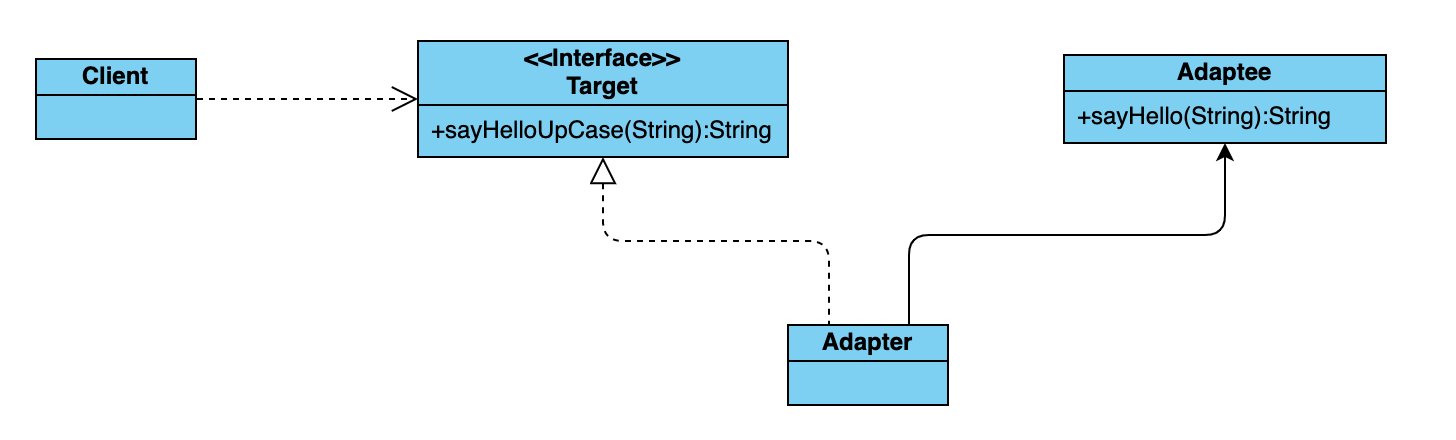 Client
<<Interface>>
Target
+sayHelloUpCase(String):String
Adaptee
+sayHello(String):String
Adapter